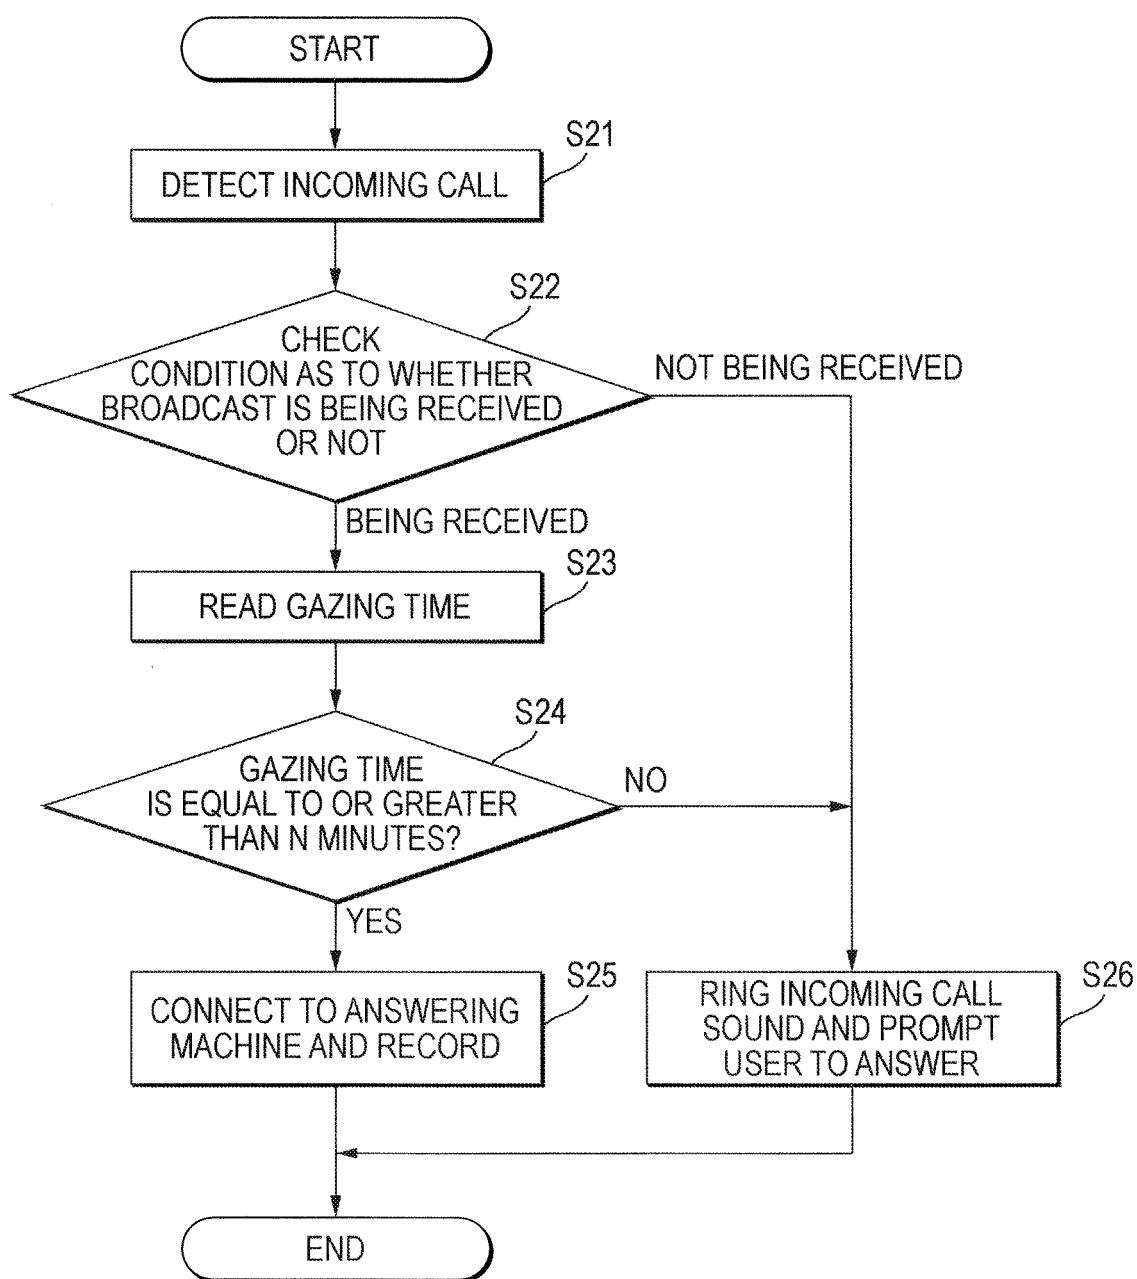 START
S21
DETECT INCOMING CALL
S22
CHECK
CONDITION AS TO WHETHER
BROADCAST IS BEING RECEIVED
OR NOT
NOT BEING RECEIVED
BEING RECEIVED
S23
READ GAZING TIME
S24
GAZING TIME
IS EQUAL TO OR GREATER
THAN N MINUTES?
NO
YES
S25
CONNECT TO ANSWERING
MACHINE AND RECORD
S26
RING INCOMING CALL
SOUND AND PROMPT
USER TO ANSWER
END